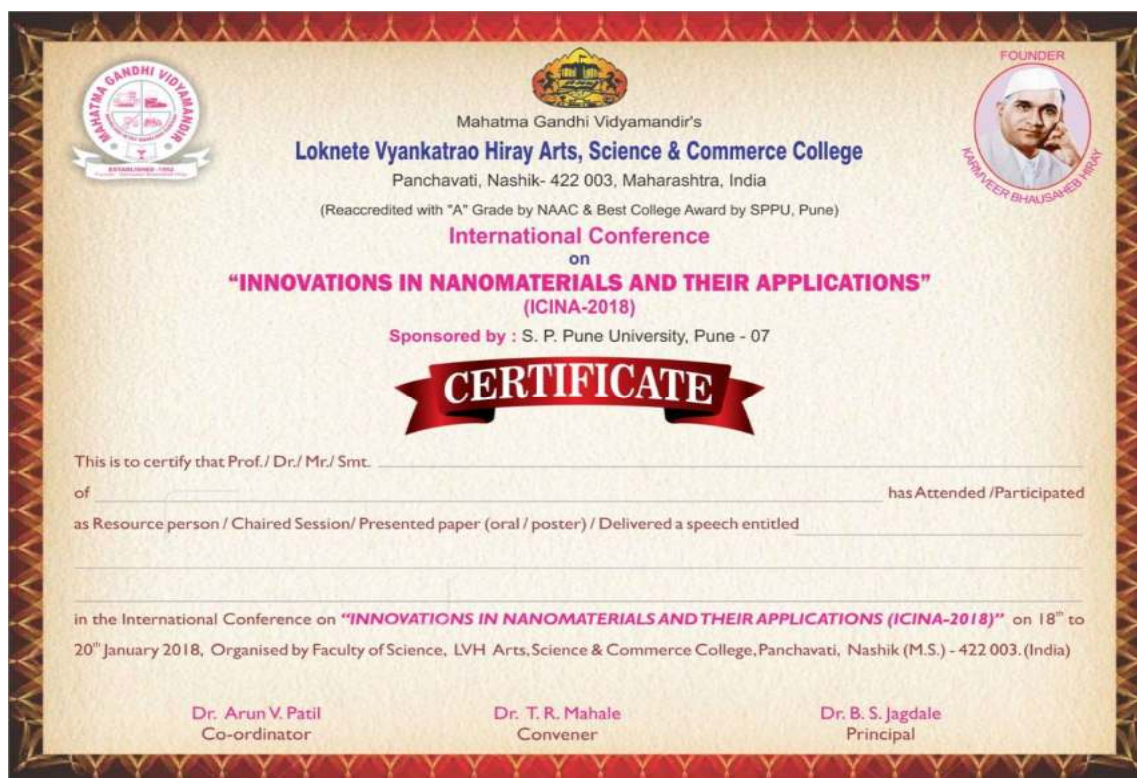 MAHATMA GANDHI VIDYAMANDIR
ESTABLISHED - 1952
FOUNDER
KARMVEER BHAUSAHEB HIRAY
Mahatma Gandhi Vidyamandir's
Loknete Vyankatrao Hiray Arts, Science & Commerce College
Panchavati, Nashik- 422 003, Maharashtra, India
(Reaccredited with "A" Grade by NAAC & Best College Award by SPPU, Pune)
International Conference
on
“INNOVATIONS IN NANOMATERIALS AND THEIR APPLICATIONS”
(ICINA-2018)
Sponsored by : S. P. Pune University, Pune - 07
CERTIFICATE
This is to certify that Prof./ Dr./ Mr./ Smt.
of has Attended /Participated
as Resource person / Chaired Session/ Presented paper (oral / poster) / Delivered a speech entitled
in the International Conference on “INNOVATIONS IN NANOMATERIALS AND THEIR APPLICATIONS (ICINA-2018)” on 18th to
20th January 2018, Organised by Faculty of Science, LVH Arts, Science & Commerce College, Panchavati, Nashik (M.S.) - 422 003. (India)
Dr. Arun V. Patil Dr. T. R. Mahale Dr. B. S. Jagdale
Co-ordinator Convener Principal